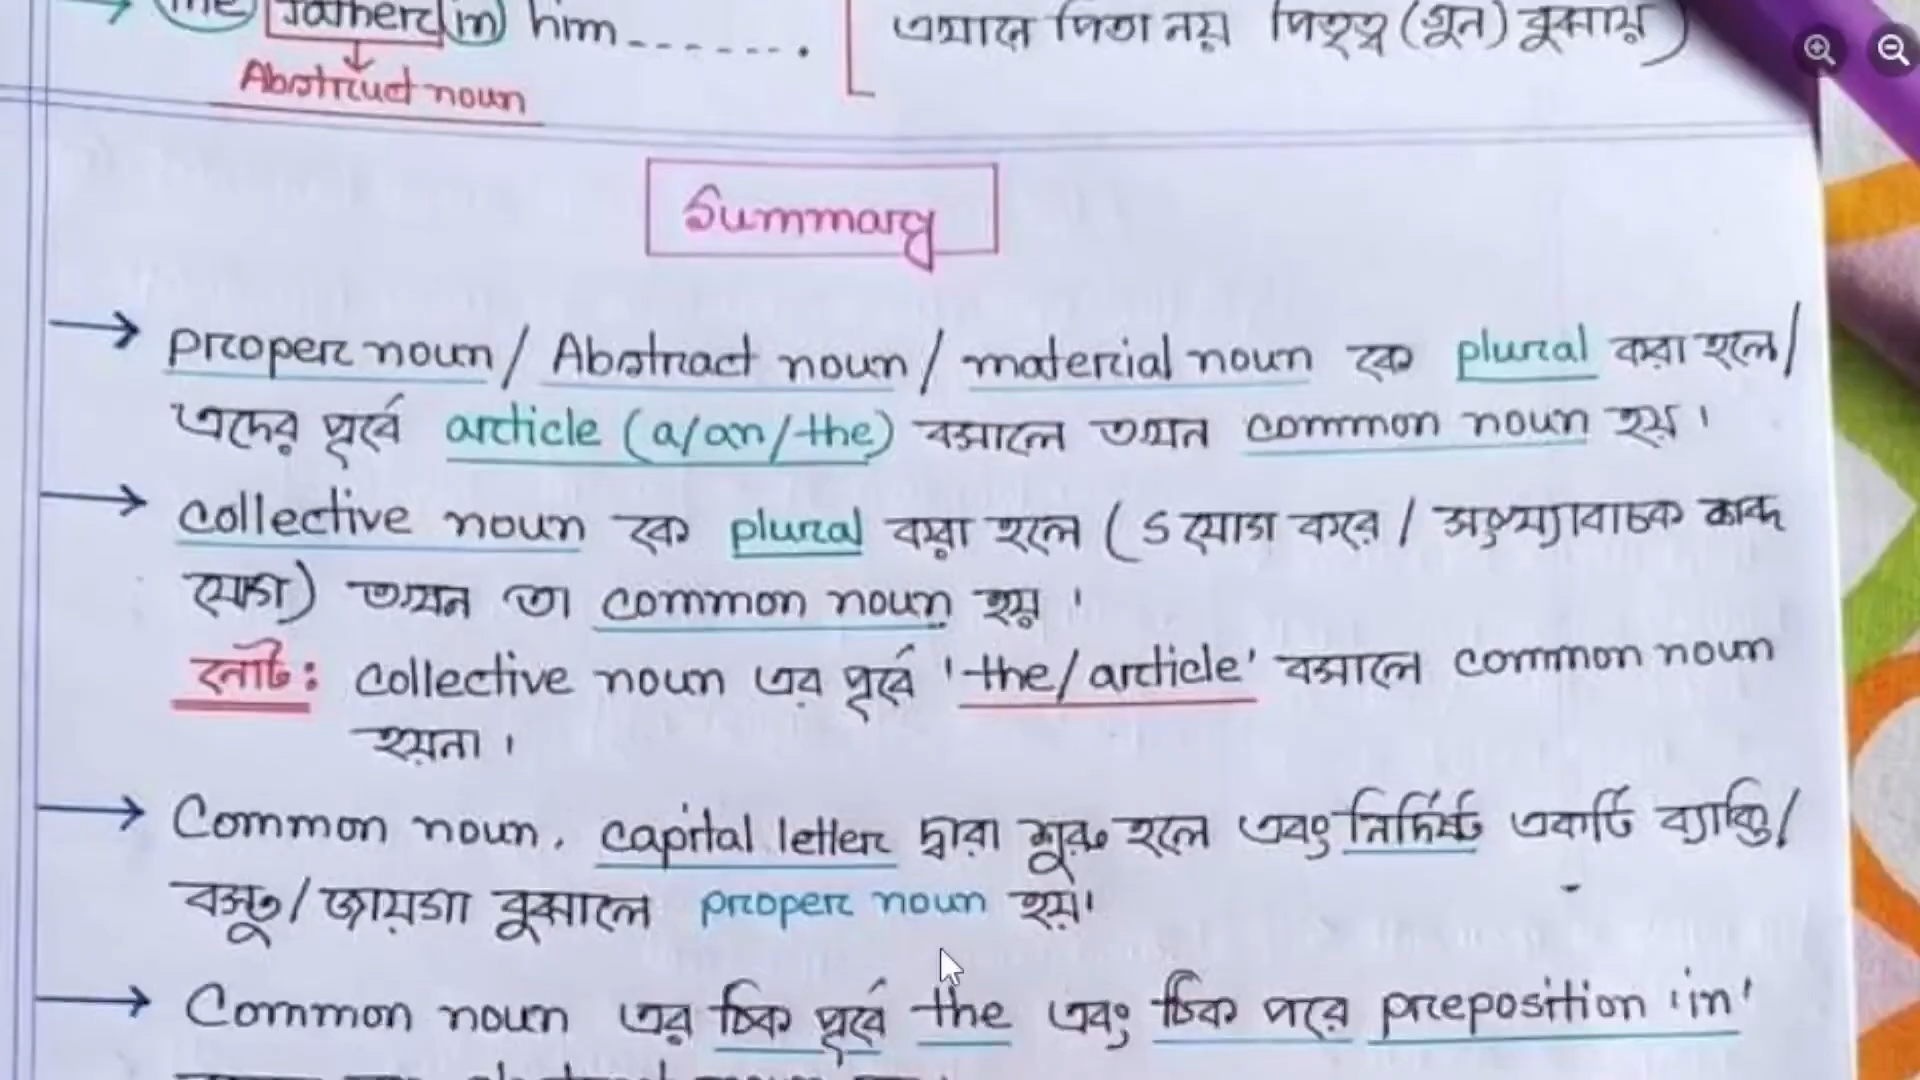 the father in him.......
এখানে পিতা নয় পিতৃত্ব (গুন) বুঝায়)
Abstruct noun
Summary
→ proper noun / Abstract noun / material noun কে plural করা হলে /
এদের পূর্বে article (a/an/the) বসালে তখন common noun হয়।
→ collective noun কে plural করা হলে (s যোগ করে / সংখ্যাবাচক শব্দ
যোগ) তখন তা common noun হয়।
নোট: collective noun এর পূর্বে 'the/article' বসালে common noun
হয়না।
→ Common noun, capital letter দ্বারা শুরু হলে এবং নির্দিষ্ট একটি ব্যাক্তি/
বস্তু/জায়গা বুঝালে proper noun হয়।
→ Common noun এর ঠিক পূর্বে the এবং ঠিক পরে preposition 'in'